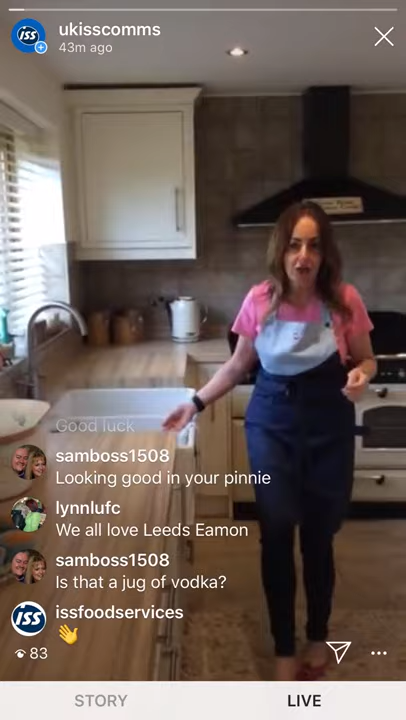 iss
ukisscomms
43m ago
Good luck
samboss1508
Looking good in your pinnie
lynnlufc
We all love Leeds Eamon
samboss1508
Is that a jug of vodka?
iss
issfoodservices
83
STORY
LIVE